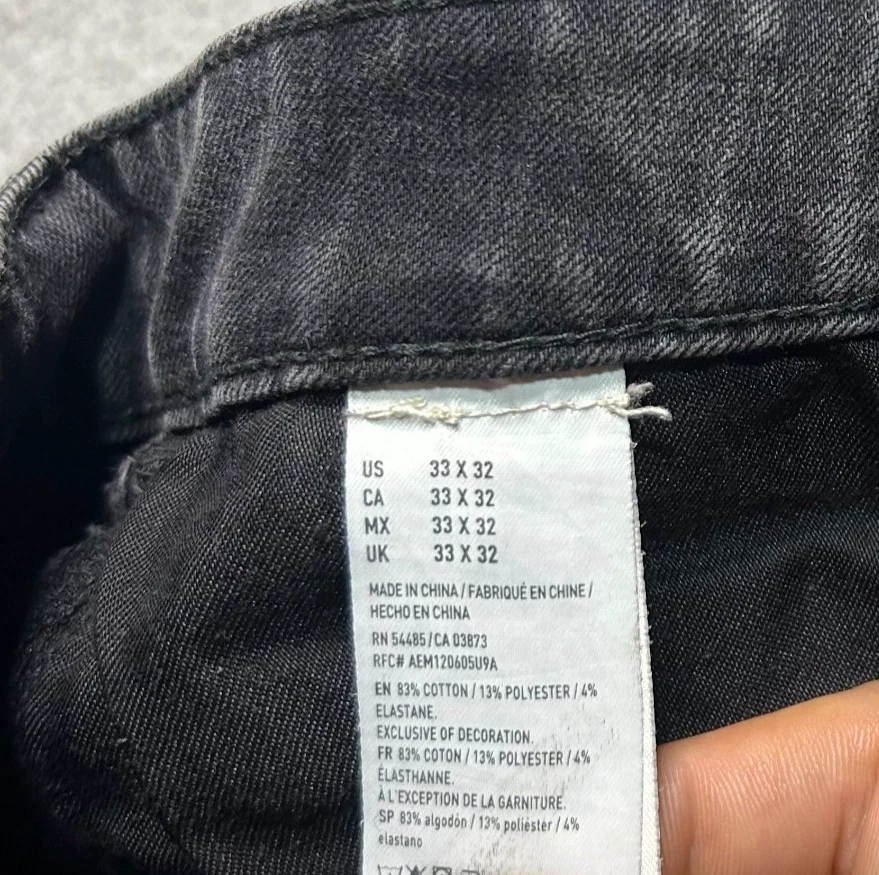 US 33 X 32
CA 33 X 32
MX 33 X 32
UK 33 X 32
MADE IN CHINA / FABRIQUÉ EN CHINE /
HECHO EN CHINA
RN 54485 / CA 03873
RFC# AEM120605U9A
EN 83% COTTON / 13% POLYESTER / 4%
ELASTANE.
EXCLUSIVE OF DECORATION.
FR 83% COTON / 13% POLYESTER / 4%
ÉLASTHANNE.
À L'EXCEPTION DE LA GARNITURE.
SP 83% algodón / 13% poliéster / 4%
elastano